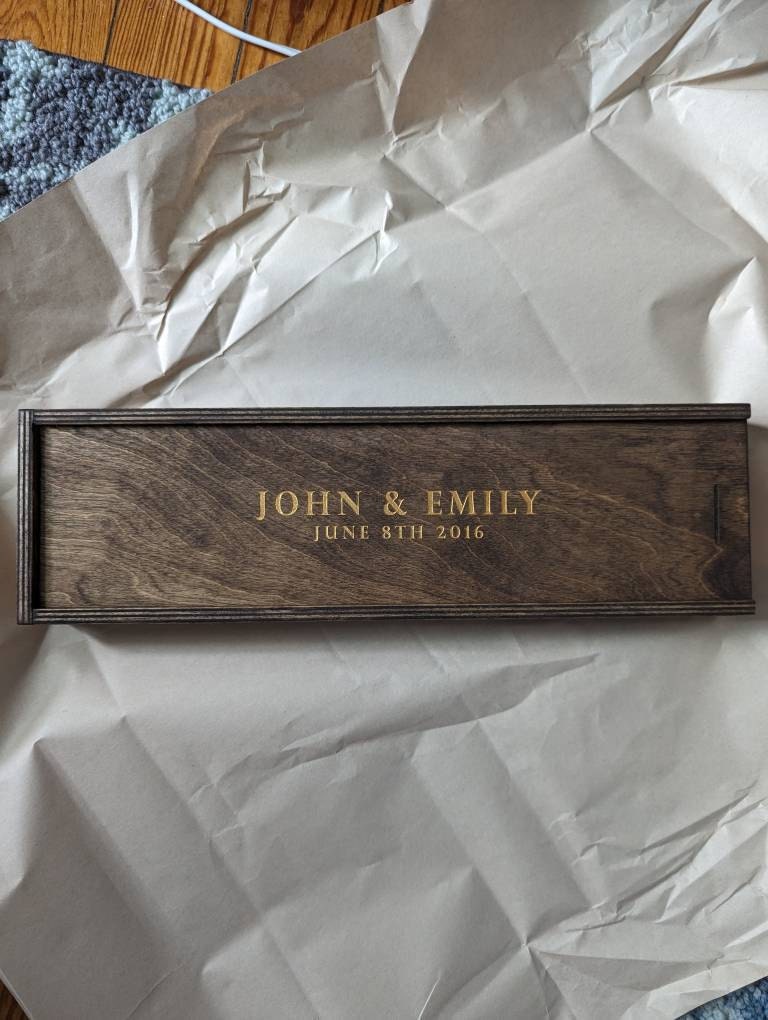 JOHN & EMILY
JUNE 8TH 2016